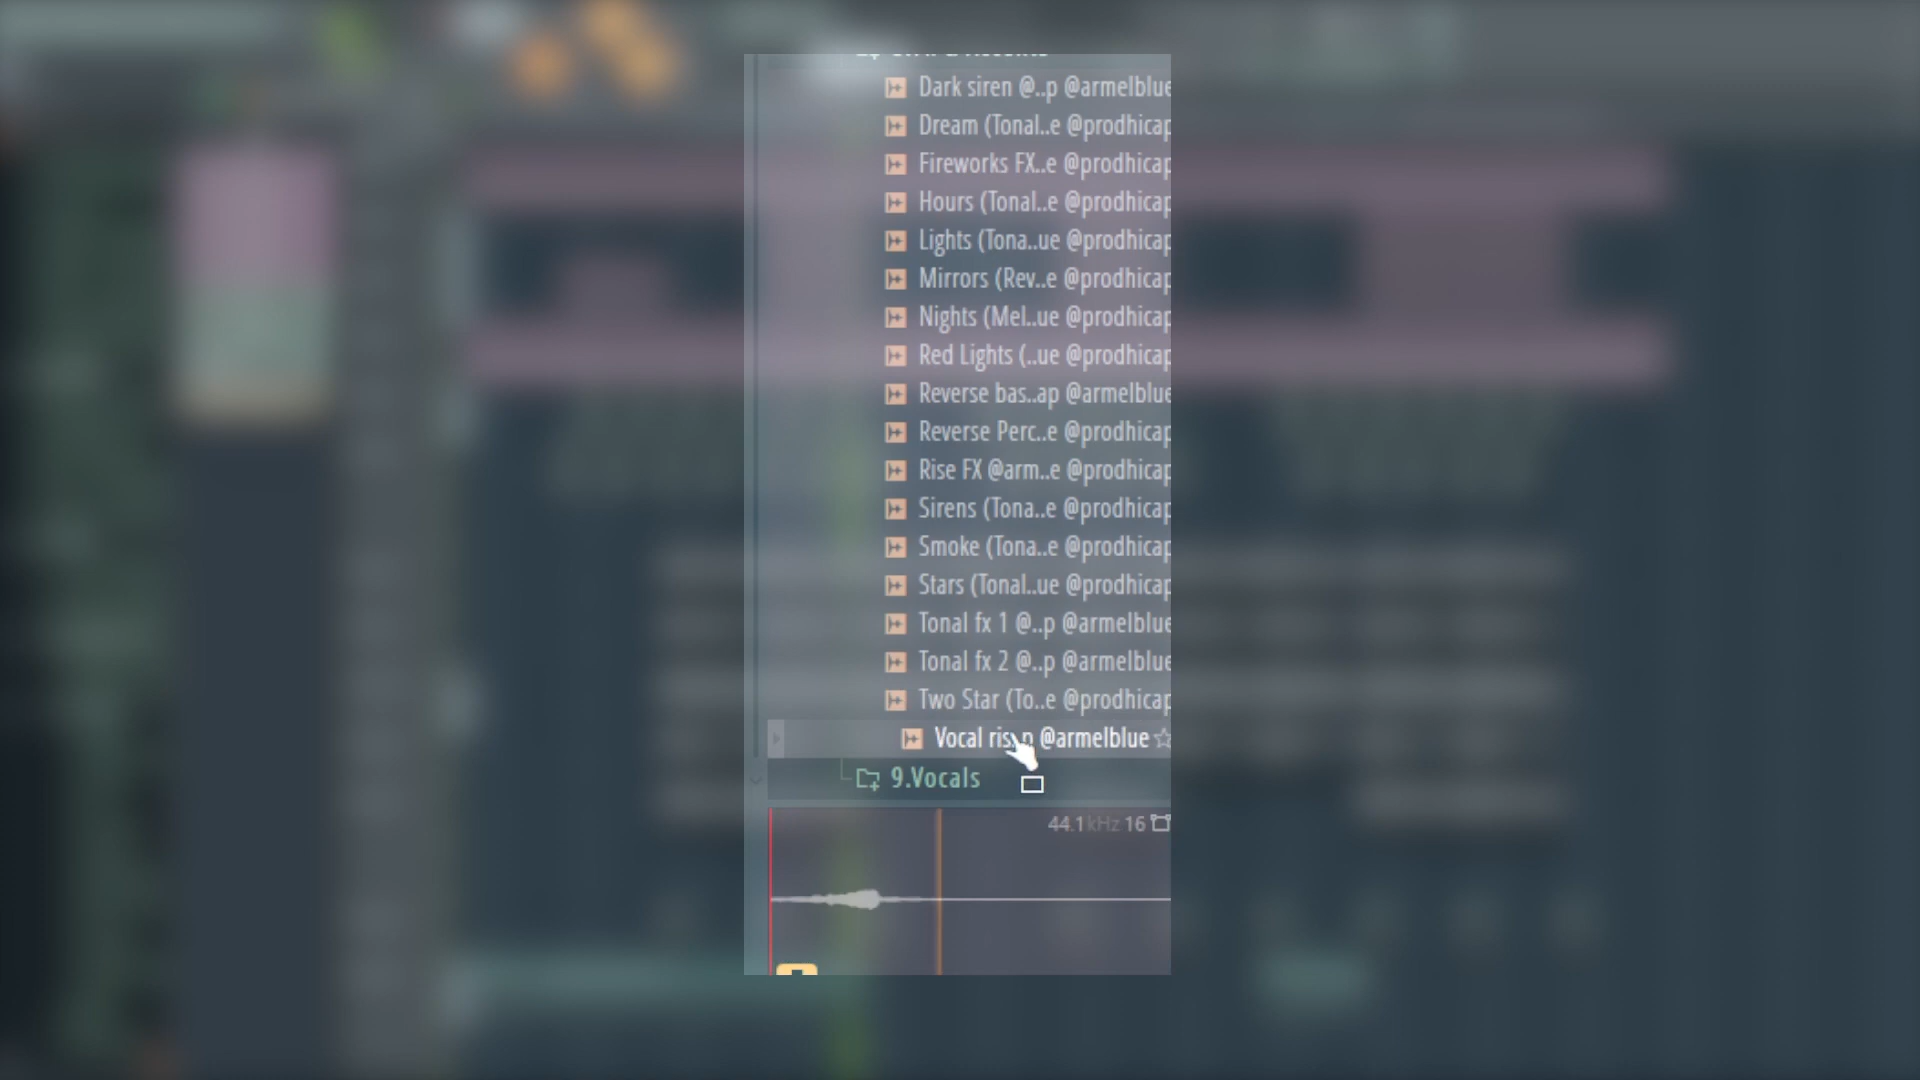 Dark siren @..p @armelblue
Dream (Tonal..e @prodhicap
Fireworks FX..e @prodhicap
Hours (Tonal..e @prodhicap
Lights (Tona..ue @prodhicap
Mirrors (Rev..e @prodhicap
Nights (Mel..ue @prodhicap
Red Lights (..ue @prodhicap
Reverse bas..ap @armelblue
Reverse Perc..e @prodhicap
Rise FX @arm..e @prodhicap
Sirens (Tona..e @prodhicap
Smoke (Tona..e @prodhicap
Stars (Tonal..ue @prodhicap
Tonal fx 1 @..p @armelblue
Tonal fx 2 @..p @armelblue
Two Star (To..e @prodhicap
Vocal ris..p @armelblue
9.Vocals
44.1kHz 16